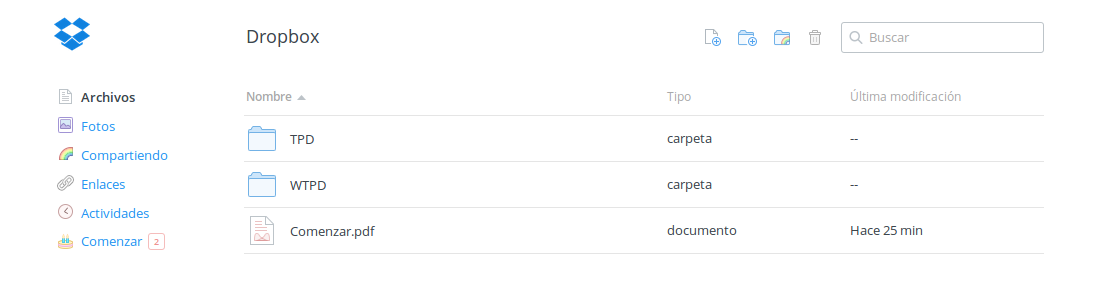 Dropbox
Buscar
Archivos
Fotos
Compartiendo
Enlaces
Actividades
Comenzar 2
Nombre Tipo Última modificación
TPD carpeta --
WTPD carpeta --
Comenzar.pdf documento Hace 25 min